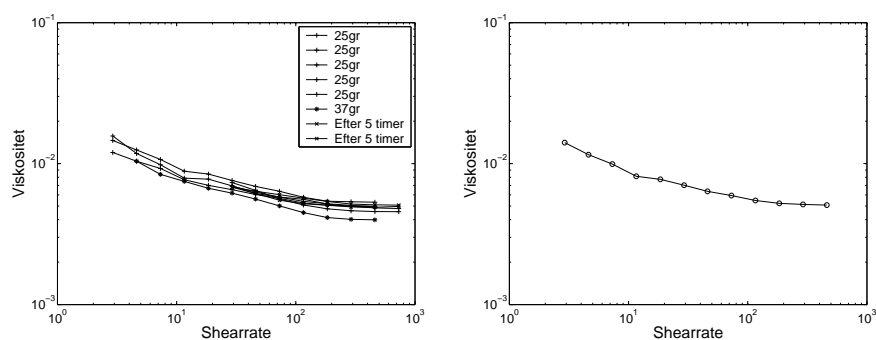 10^-1
10^-2
10^-3
10^0
10^1
10^2
10^3
Viskositet
Shearrate
25gr
25gr
25gr
25gr
25gr
37gr
Efter 5 timer
Efter 5 timer
10^-1
10^-2
10^-3
10^0
10^1
10^2
10^3
Viskositet
Shearrate